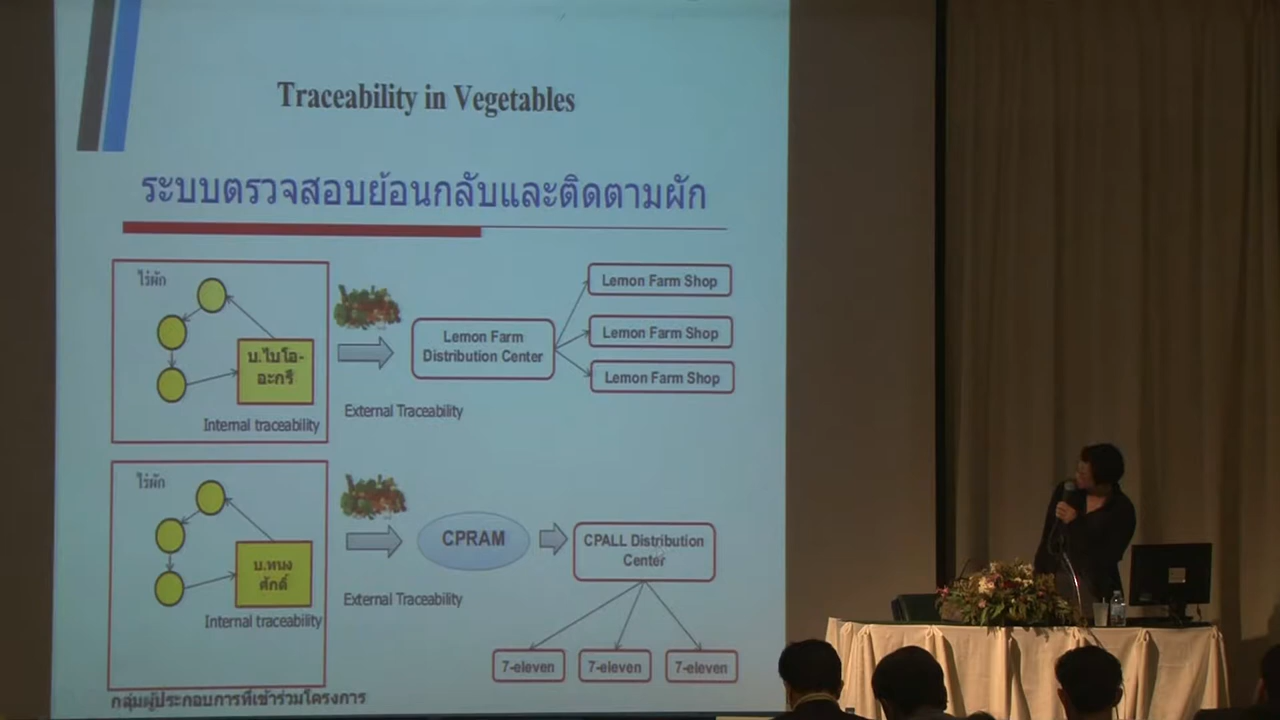 Traceability in Vegetables
ระบบตรวจสอบย้อนกลับและติดตามผัก
ไร่ผัก
บ.ไบโอ-
อะกรี
Internal traceability
External Traceability
Lemon Farm
Distribution Center
Lemon Farm Shop
Lemon Farm Shop
Lemon Farm Shop
ไร่ผัก
บ.ทนง
ศักดิ์
Internal traceability
External Traceability
CPRAM
CPALL Distribution
Center
7-eleven
7-eleven
7-eleven
กลุ่มผู้ประกอบการที่เข้าร่วมโครงการ